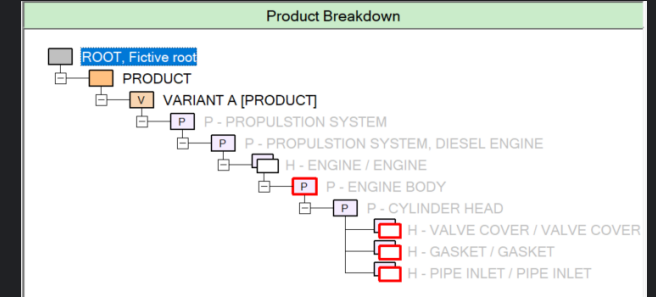 Product Breakdown
ROOT, Fictive root
PRODUCT
V VARIANT A [PRODUCT]
P P - PROPULSTION SYSTEM
P P - PROPULSTION SYSTEM, DIESEL ENGINE
H - ENGINE / ENGINE
P P - ENGINE BODY
P P - CYLINDER HEAD
H - VALVE COVER / VALVE COVER
H - GASKET / GASKET
H - PIPE INLET / PIPE INLET